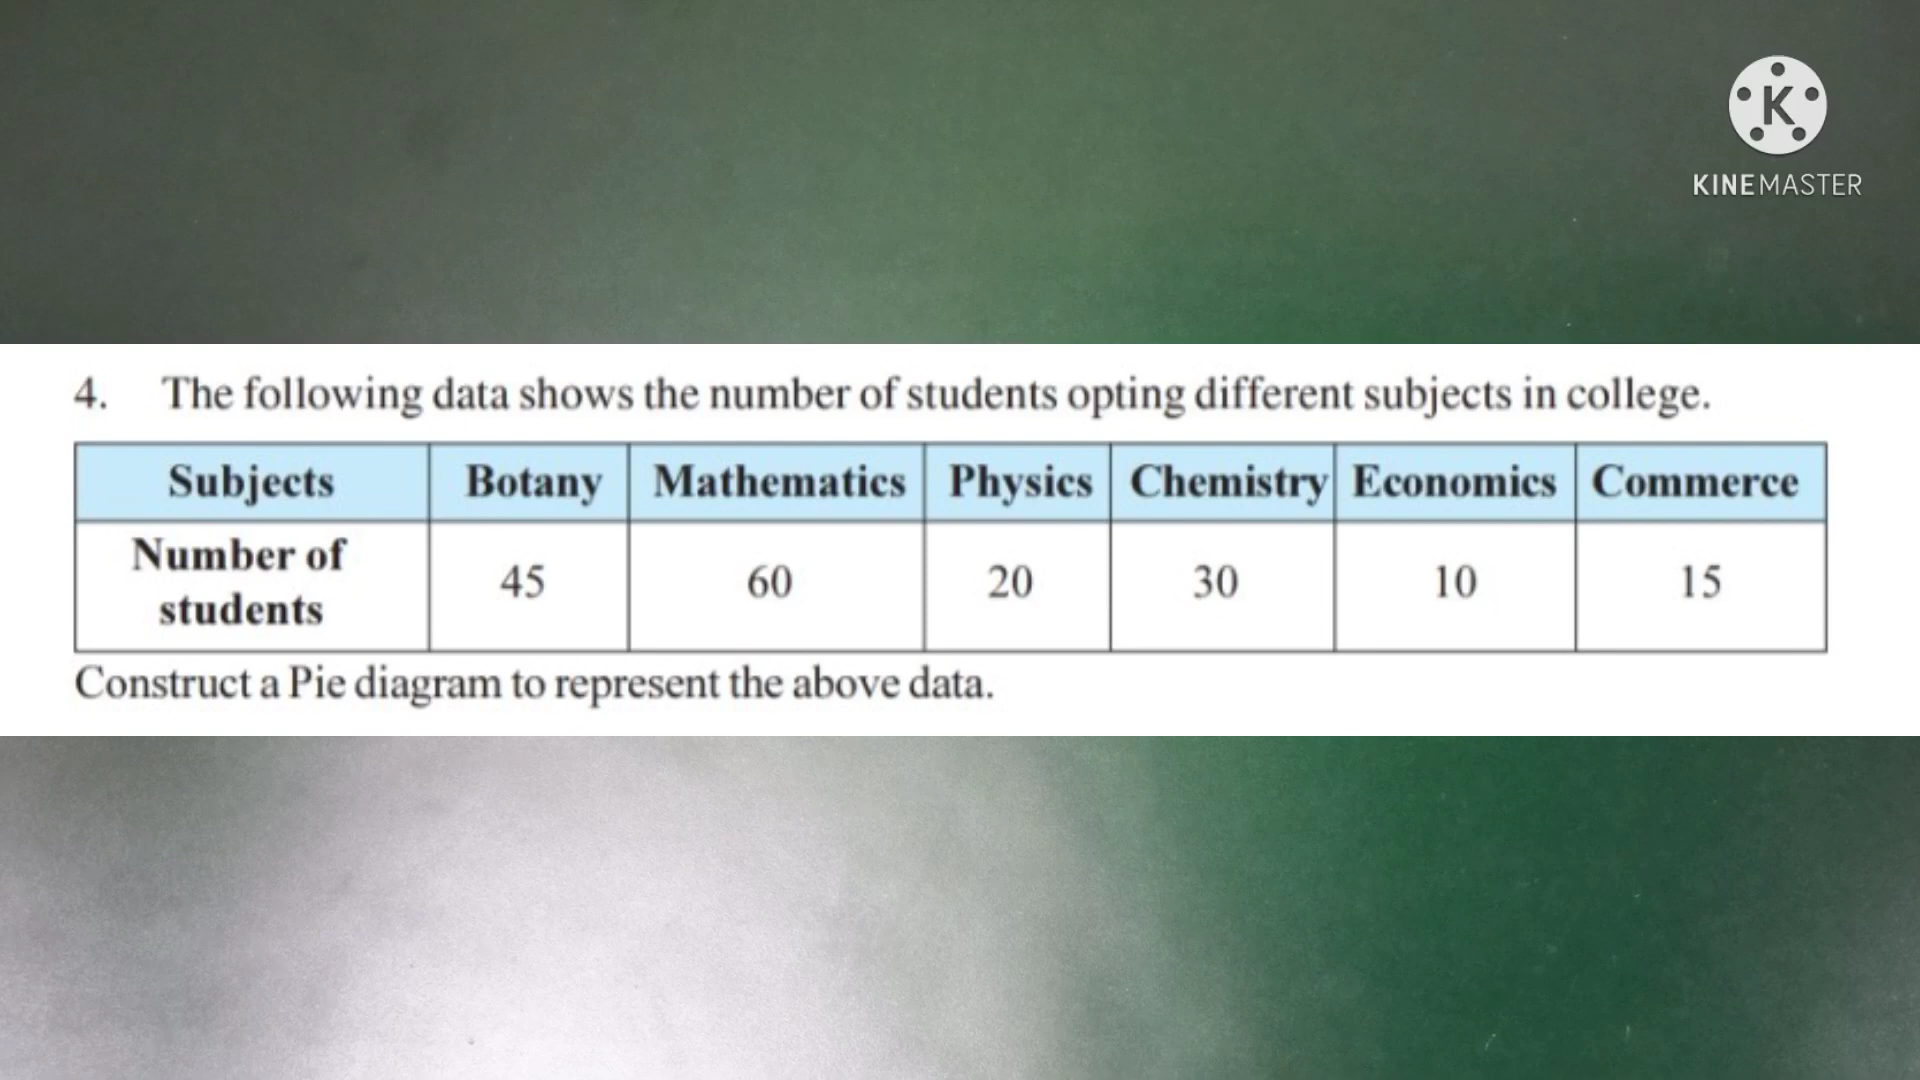 K
KINEMASTER
4. The following data shows the number of students opting different subjects in college.
Subjects Botany Mathematics Physics Chemistry Economics Commerce
Number of students 45 60 20 30 10 15
Construct a Pie diagram to represent the above data.